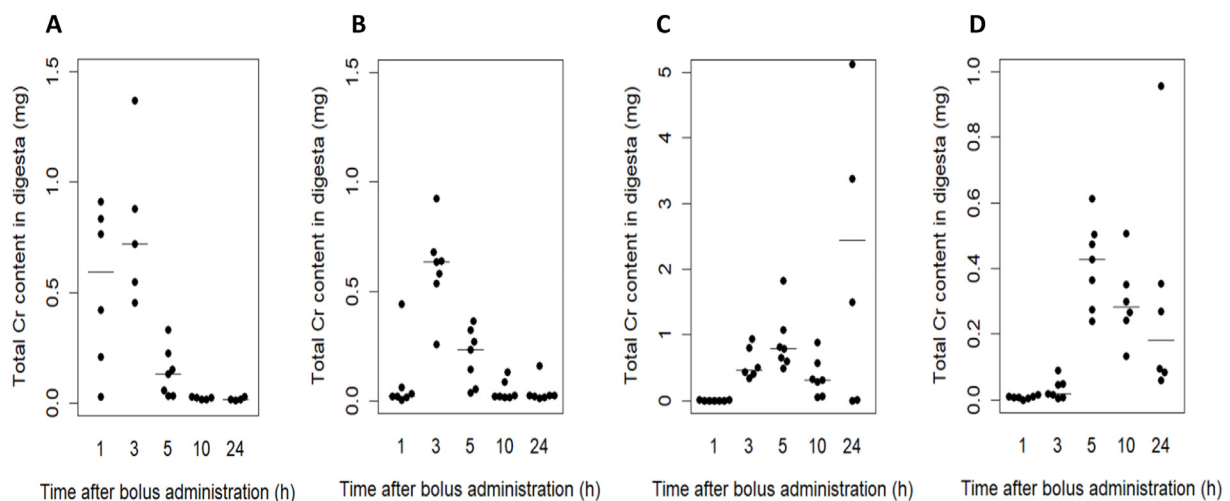 A
Total Cr content in digesta (mg)
1.5
1.0
0.5
0.0
1 3 5 10 24
Time after bolus administration (h)
B
Total Cr content in digesta (mg)
1.5
1.0
0.5
0.0
1 3 5 10 24
Time after bolus administration (h)
C
Total Cr content in digesta (mg)
5
4
3
2
1
0
1 3 5 10 24
Time after bolus administration (h)
D
Total Cr content in digesta (mg)
1.0
0.8
0.6
0.4
0.2
0.0
1 3 5 10 24
Time after bolus administration (h)